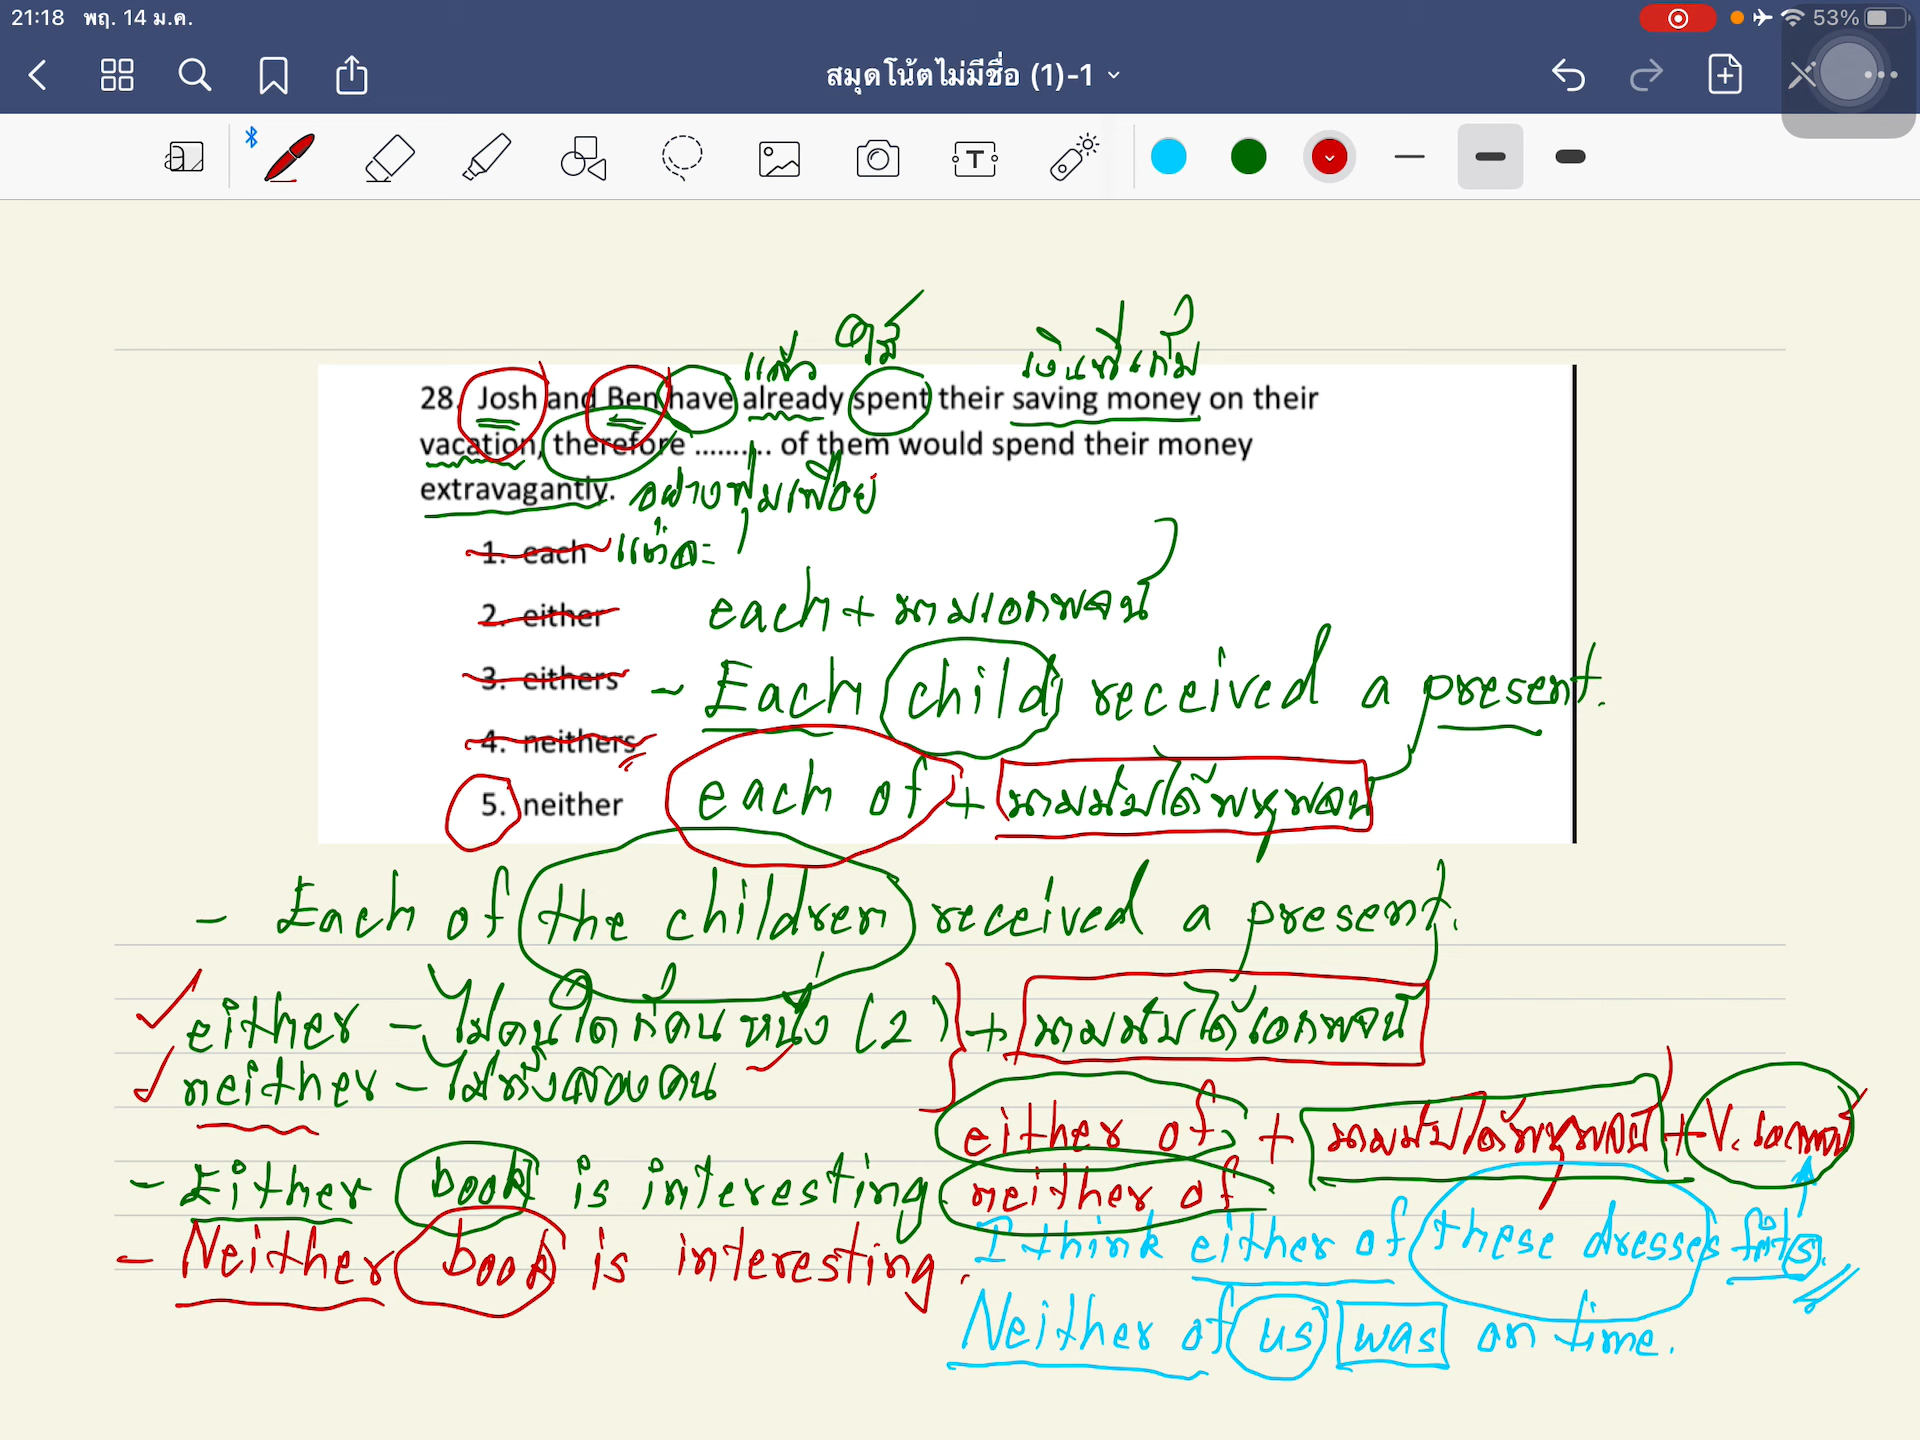 21:18 พฤ. 14 ม.ค.
53%
สมุดโน้ตไม่มีชื่อ (1)-1
แล้ว ใช้ เงินที่เก็บ
28. Josh and Ben have already spent their saving money on their
vacation, therefore .......... of them would spend their money
extravagantly. อย่างฟุ่มเฟือย
1. each แต่ละ
2. either
each + นามเอกพจน์
3. eithers
- Each child received a present.
4. neithers
5. neither
each of + นามนับได้พหูพจน์
- Each of the children received a present.
either - ไม่คนใดก็คนหนึ่ง (2) + นามนับได้เอกพจน์
neither - ไม่ทั้งสองคน
either of + นามนับได้พหูพจน์ + V. เอกพจน์
neither of
- Either book is interesting
- Neither book is interesting.
I think either of these dresses fits.
Neither of us was on time.